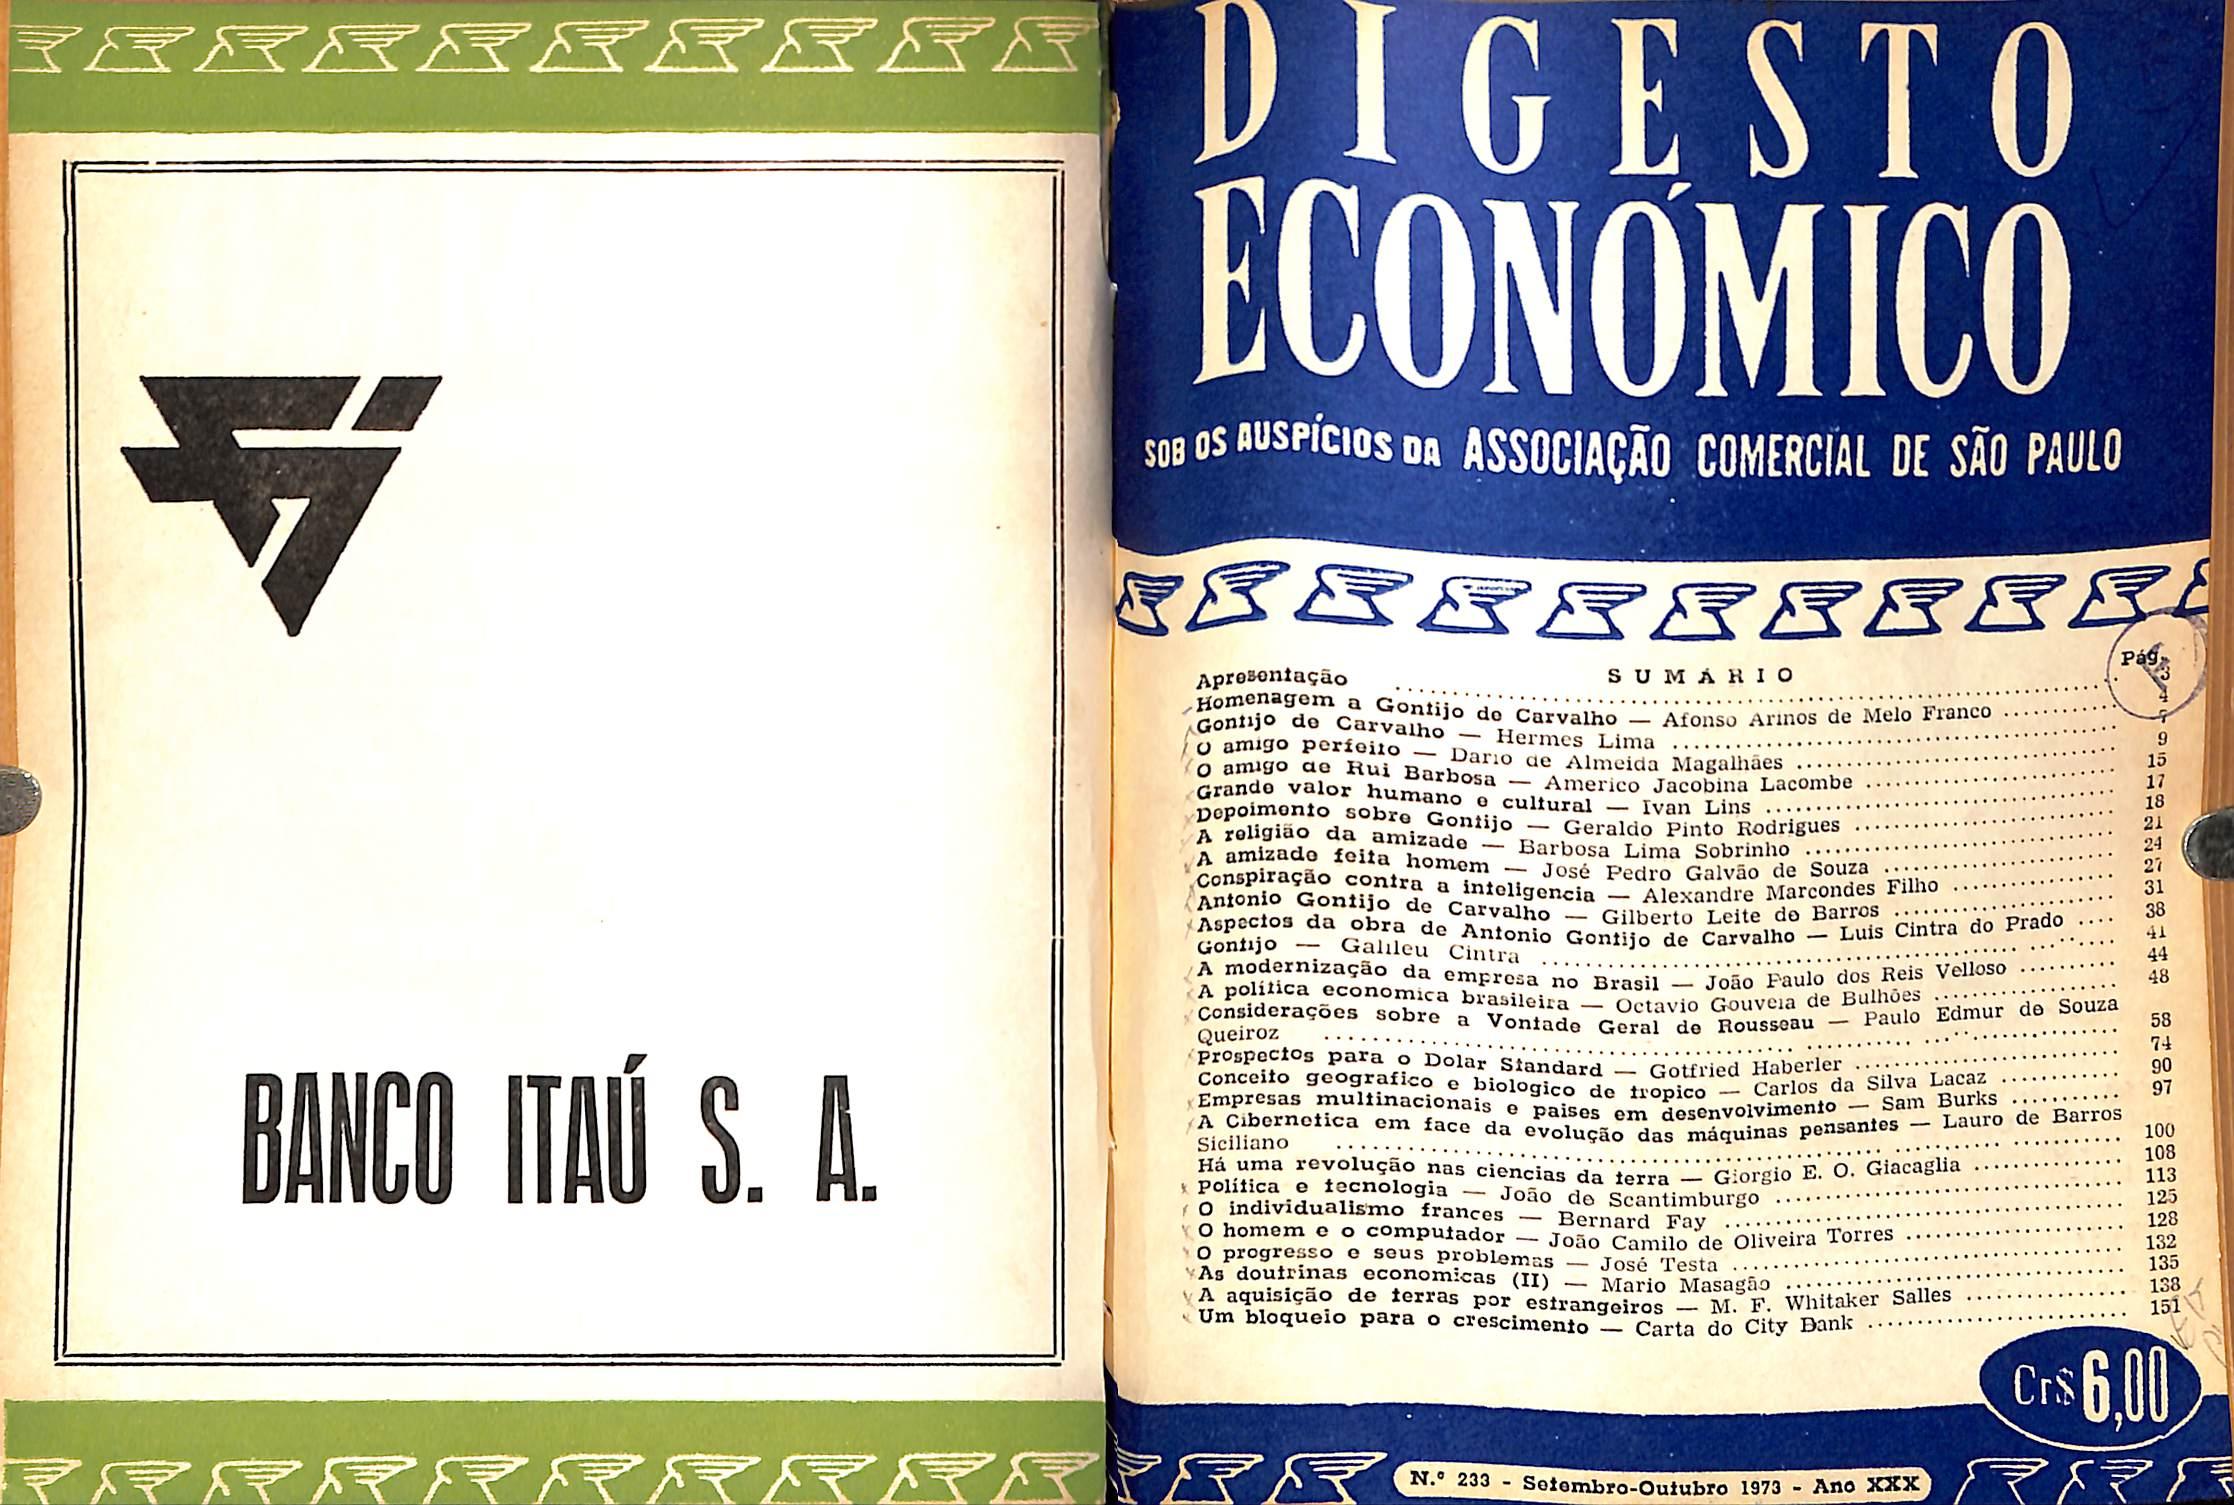 BANCO ITAÚ S. A.
DIGESTO
ECONÓMICO
SOB OS AUSPÍCIOS DA ASSOCIAÇÃO COMERCIAL DE SÃO PAULO
SUMÁRIO Pág.
Apresentação 3
Homenagem a Gontijo de Carvalho — Afonso Arinos de Melo Franco 4
Gontijo de Carvalho — Hermes Lima
O amigo perfeito — Dario de Almeida Magalhães 9
O amigo de Rui Barbosa — Americo Jacobina Lacombe 15
Grande valor humano e cultural — Ivan Lins 17
Depoimento sobre Gontijo — Geraldo Pinto Rodrigues 18
A religião da amizade — Barbosa Lima Sobrinho 21
A amizade feita homem — José Pedro Galvão de Souza 24
Conspiração contra a inteligencia — Alexandre Marcondes Filho 27
Antonio Gontijo de Carvalho — Gilberto Leite de Barros 31
Aspectos da obra de Antonio Gontijo de Carvalho — Luis Cintra do Prado 38
Gontijo — Galileu Cintra 41
A modernização da empresa no Brasil — João Paulo dos Reis Velloso 44
A política economica brasileira — Octavio Gouveia de Bulhões 48
Considerações sobre a Vontade Geral de Rousseau — Paulo Edmur de Souza
Queiroz 58
Prospectos para o Dolar Standard — Gotfried Haberler 74
Conceito geografico e biologico de tropico — Carlos da Silva Lacaz 90
Empresas multinacionais e paises em desenvolvimento — Sam Burks 97
A Cibernetica em face da evolução das máquinas pensantes — Lauro de Barros
Siciliano 100
Há uma revolução nas ciencias da terra — Giorgio E. O. Giacaglia 108
Política e tecnologia — João de Scantimburgo 113
O individualismo frances — Bernard Fay 125
O homem e o computador — João Camilo de Oliveira Torres 128
O progresso e seus problemas — José Testa 132
As doutrinas economicas (II) — Mario Masagão 135
A aquisição de terras por estrangeiros — M. F. Whitaker Salles 138
Um bloqueio para o crescimento — Carta do City Bank 151
Cr$ 6,00
N.º 233 - Setembro-Outubro 1973 - Ano XXX